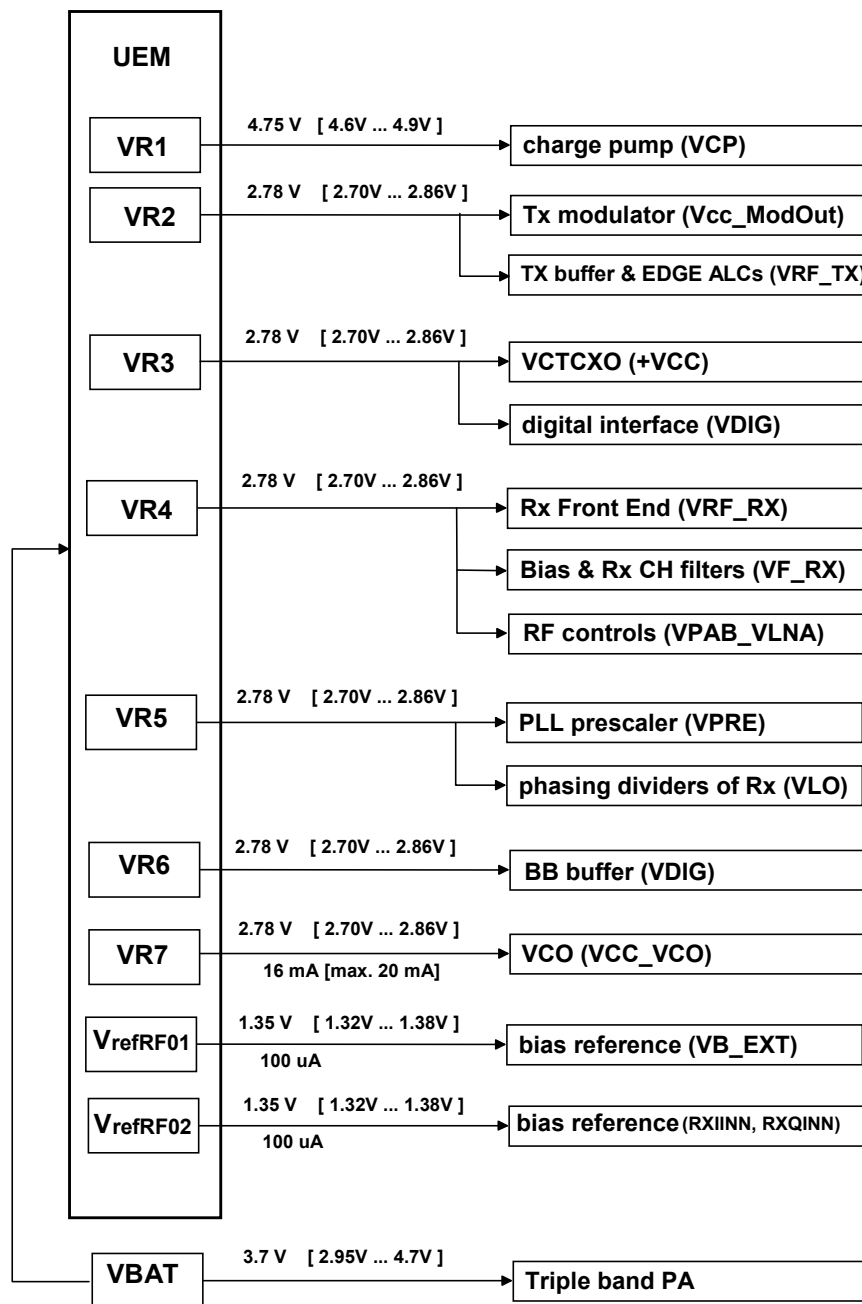 UEM
VR1
4.75 V [ 4.6V ... 4.9V ]
charge pump (VCP)
VR2
2.78 V [ 2.70V ... 2.86V ]
Tx modulator (Vcc_ModOut)
TX buffer & EDGE ALCs (VRF_TX)
VR3
2.78 V [ 2.70V ... 2.86V ]
VCTCXO (+VCC)
digital interface (VDIG)
VR4
2.78 V [ 2.70V ... 2.86V ]
Rx Front End (VRF_RX)
Bias & Rx CH filters (VF_RX)
RF controls (VPAB_VLNA)
VR5
2.78 V [ 2.70V ... 2.86V ]
PLL prescaler (VPRE)
phasing dividers of Rx (VLO)
VR6
2.78 V [ 2.70V ... 2.86V ]
BB buffer (VDIG)
VR7
2.78 V [ 2.70V ... 2.86V ]
16 mA [max. 20 mA]
VCO (VCC_VCO)
VrefRF01
1.35 V [ 1.32V ... 1.38V ]
100 uA
bias reference (VB_EXT)
VrefRF02
1.35 V [ 1.32V ... 1.38V ]
100 uA
bias reference (RXIINN, RXQINN)
VBAT
3.7 V [ 2.95V ... 4.7V ]
Triple band PA